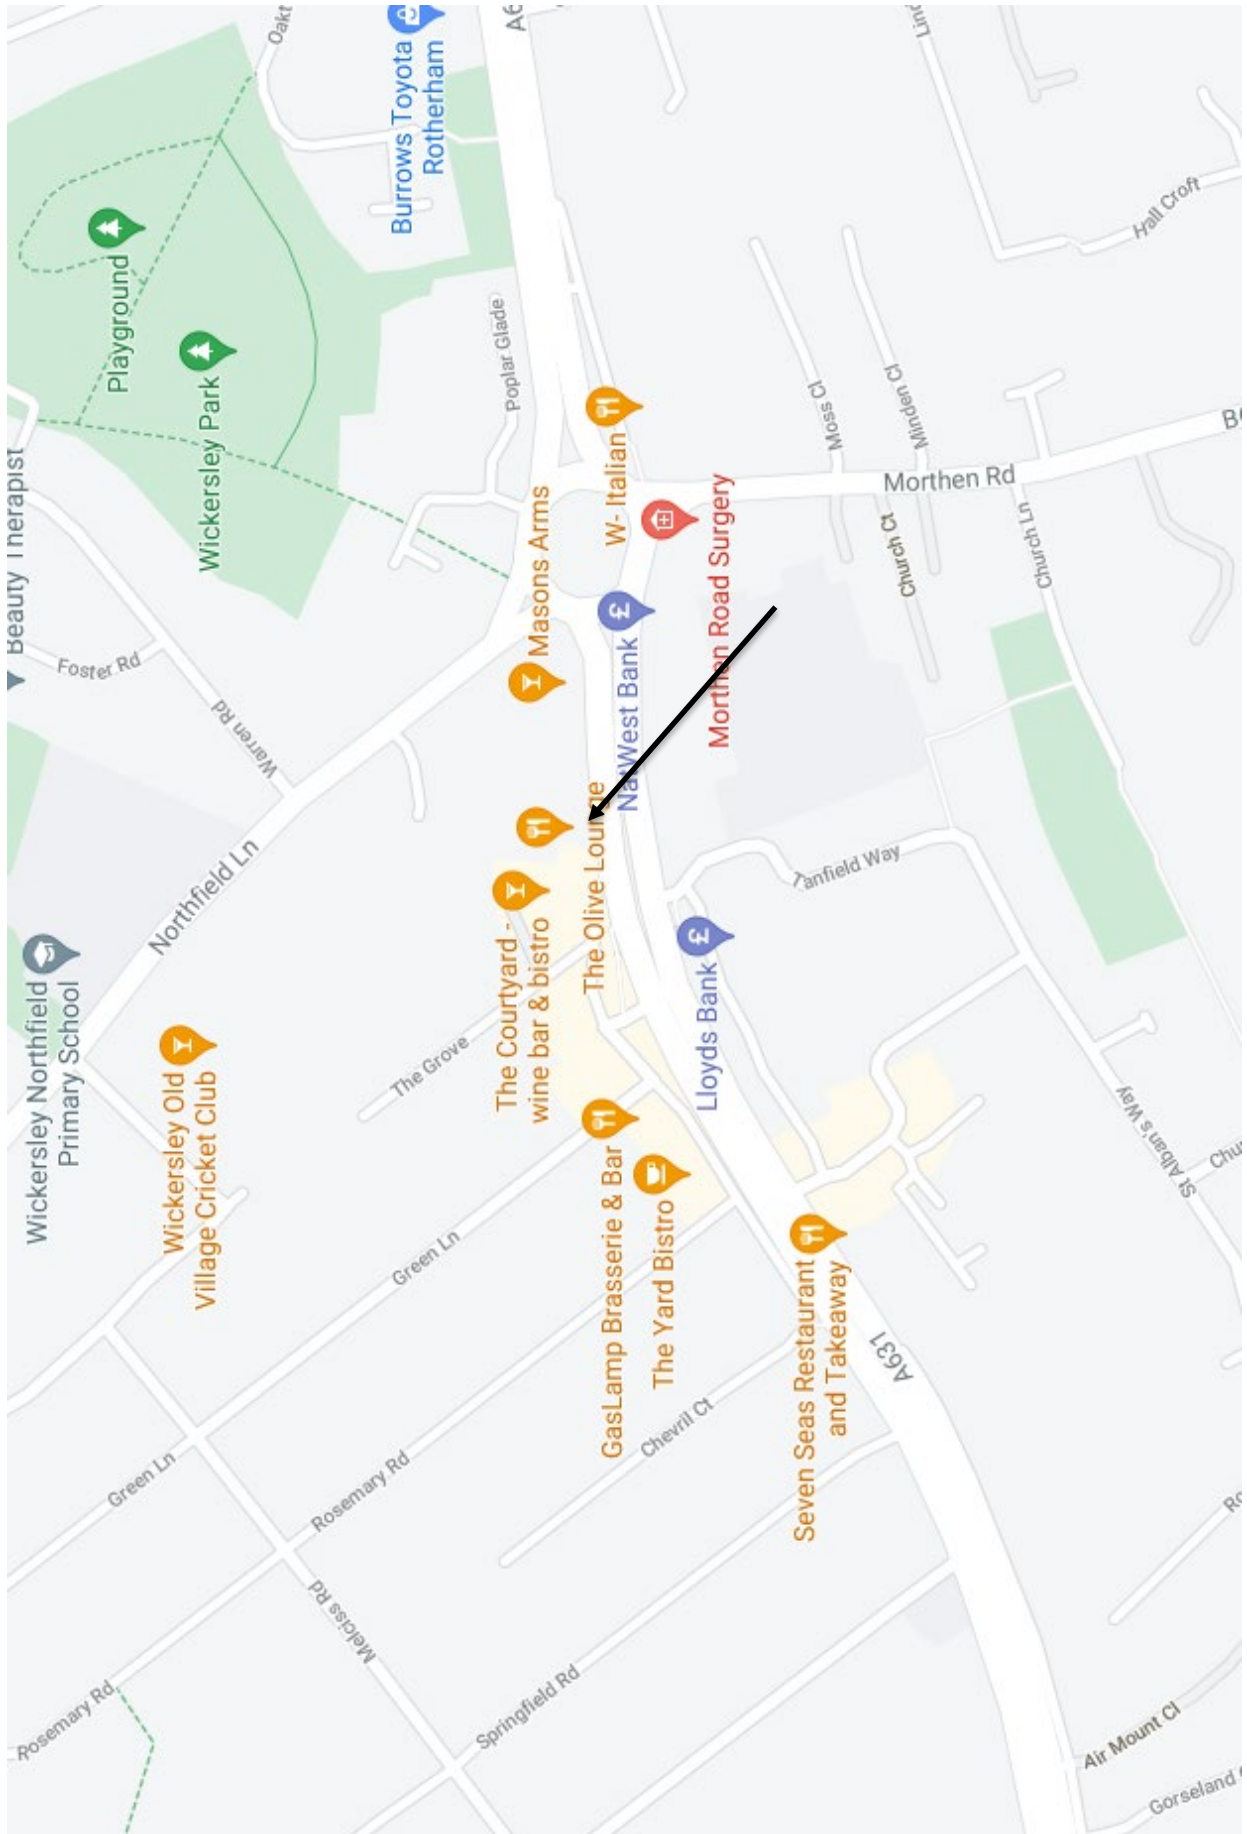 Wickersley Northfield
Primary School
Beauty Therapist
Foster Rd
Warren Rd
Playground
Wickersley Park
Burrows Toyota
Rotherham
Poplar Glade
Wickersley Old
Village Cricket Club
Northfield Ln
Masons Arms
W- Italian
Morthen Road Surgery
NatWest Bank
The Olive Lounge
The Courtyard -
wine bar & bistro
The Grove
Green Ln
Green Ln
GasLamp Brasserie & Bar
The Yard Bistro
Lloyds Bank
Tanfield Way
Moss Cl
Minden Cl
Morthen Rd
Church Ct
Church Ln
Hall Croft
Rosemary Rd
Rosemary Rd
Melciss Rd
Chevril Ct
Springfield Rd
Seven Seas Restaurant
and Takeaway
A631
St Alban's Way
Air Mount Cl